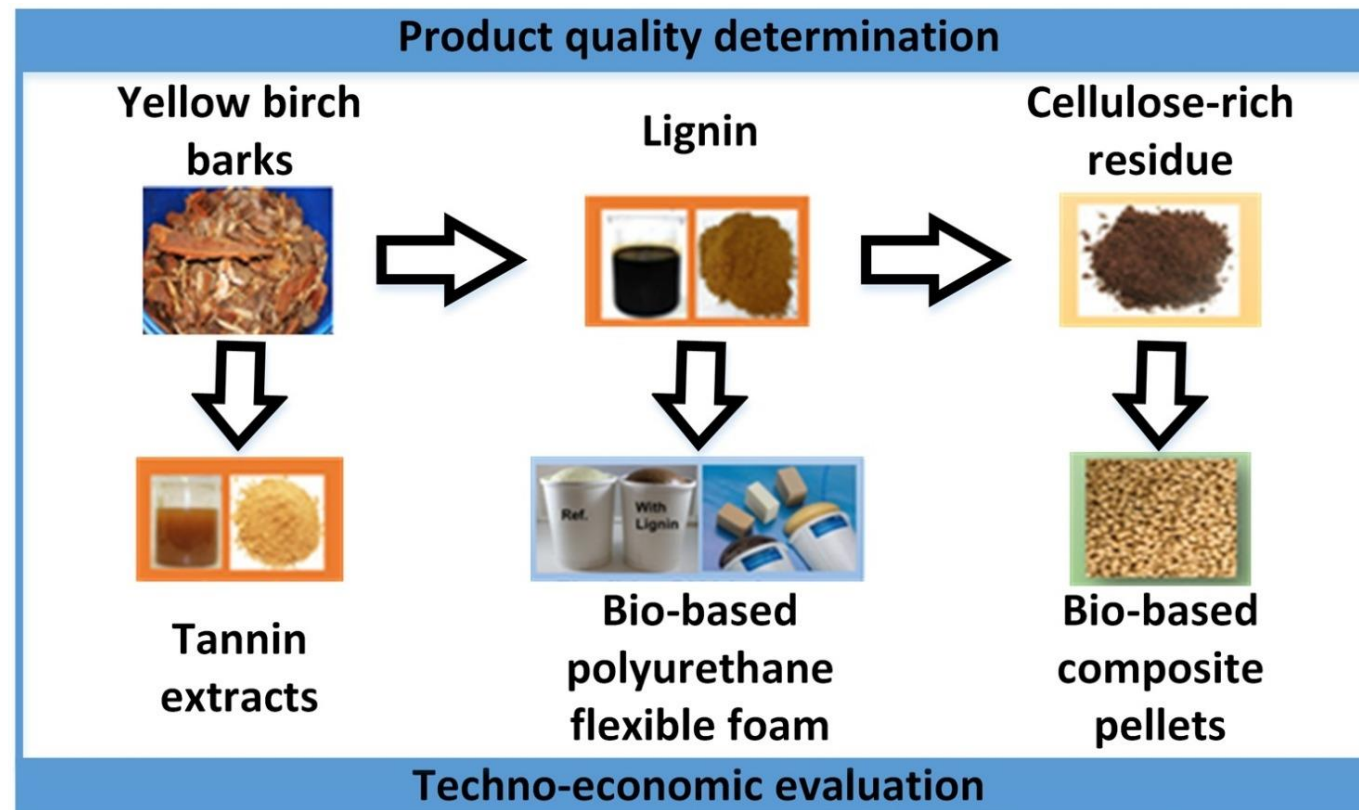 Product quality determination
Yellow birch
barks
Lignin
Cellulose-rich
residue
Ref.
With
Lignin
Tannin
extracts
Bio-based
polyurethane
flexible foam
Bio-based
composite
pellets
Techno-economic evaluation